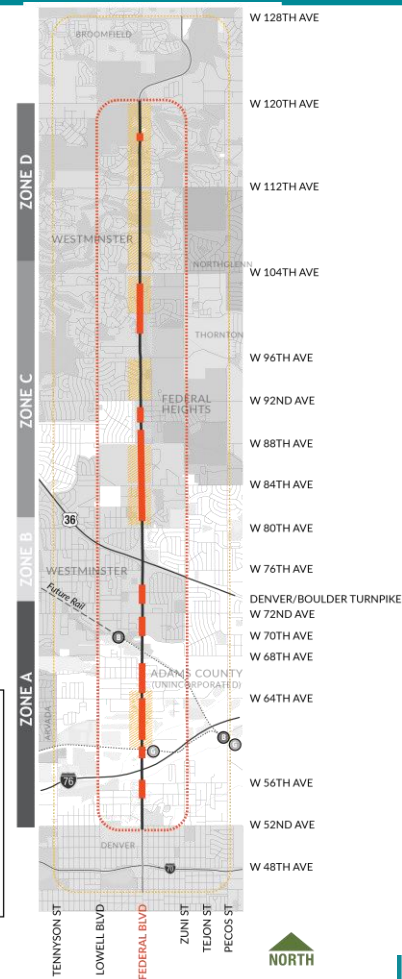 W 128TH AVE
BROOMFIELD
W 120TH AVE
ZONE D
W 112TH AVE
WESTMINSTER
NORTHGLENN
W 104TH AVE
THORNTON
W 96TH AVE
ZONE C
FEDERAL
HEIGHTS
W 92ND AVE
W 88TH AVE
W 84TH AVE
36
W 80TH AVE
ZONE B
WESTMINSTER
W 76TH AVE
Future Rail
DENVER/BOULDER TURNPIKE
W 72ND AVE
B
W 70TH AVE
W 68TH AVE
ADAMS COUNTY
(UNINCORPORATED)
ZONE A
W 64TH AVE
ARVADA
B
G
G
76
W 56TH AVE
W 52ND AVE
DENVER
70
W 48TH AVE
TENNYSON ST
LOWELL BLVD
FEDERAL BLVD
ZUNI ST
TEJON ST
PECOS ST
NORTH